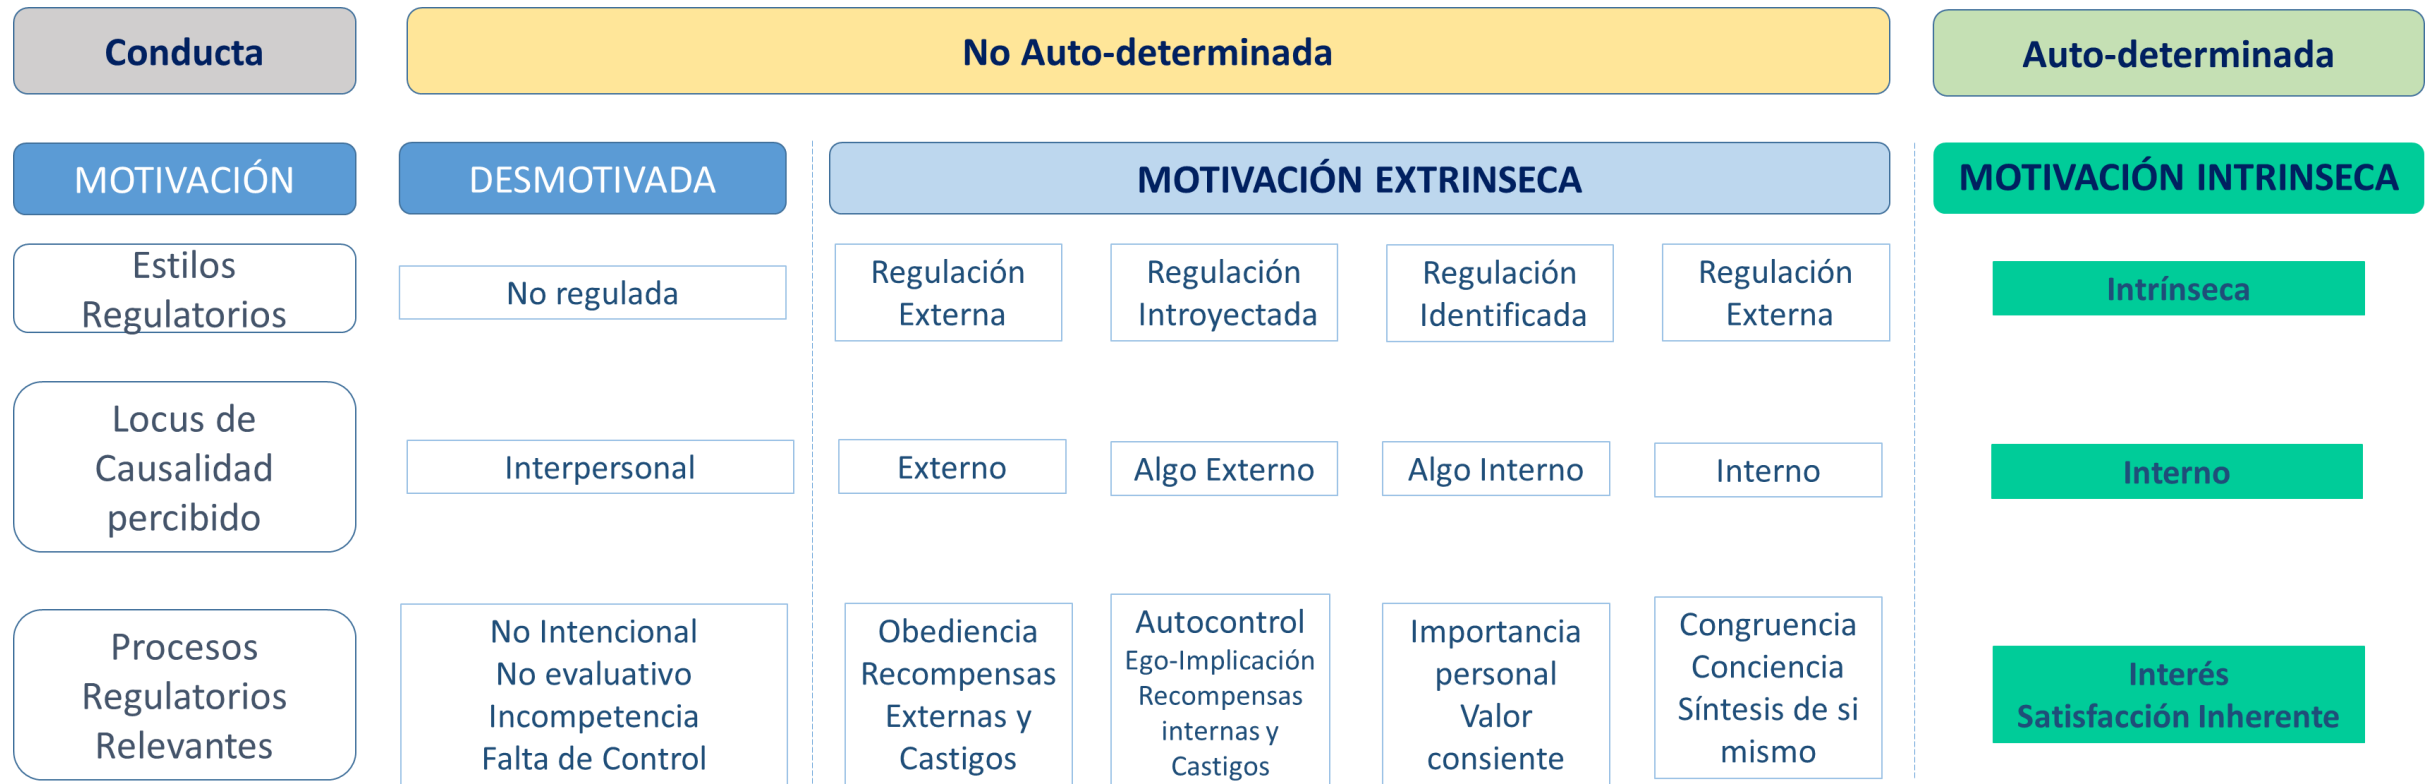 Conducta
No Auto-determinada
Auto-determinada
MOTIVACIÓN
DESMOTIVADA
MOTIVACIÓN EXTRINSECA
MOTIVACIÓN INTRINSECA
Estilos
Regulatorios
No regulada
Regulación
Externa
Regulación
Introyectada
Regulación
Identificada
Regulación
Externa
Intrínseca
Locus de
Causalidad
percibido
Interpersonal
Externo
Algo Externo
Algo Interno
Interno
Interno
Procesos
Regulatorios
Relevantes
No Intencional
No evaluativo
Incompetencia
Falta de Control
Obediencia
Recompensas
Externas y
Castigos
Autocontrol
Ego-Implicación
Recompensas
internas y
Castigos
Importancia
personal
Valor
consiente
Congruencia
Conciencia
Síntesis de si
mismo
Interés
Satisfacción Inherente